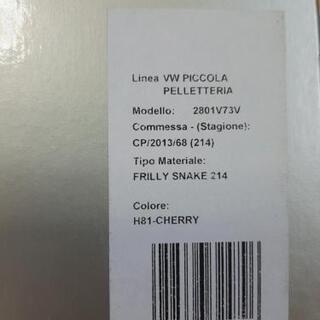 Linea VW PICCOLA
PELLETTERIA
Modello: 2801V73V
Commessa - (Stagione):
CP/2013/68 (214)
Tipo Materiale:
FRILLY SNAKE 214
Colore:
H81-CHERRY